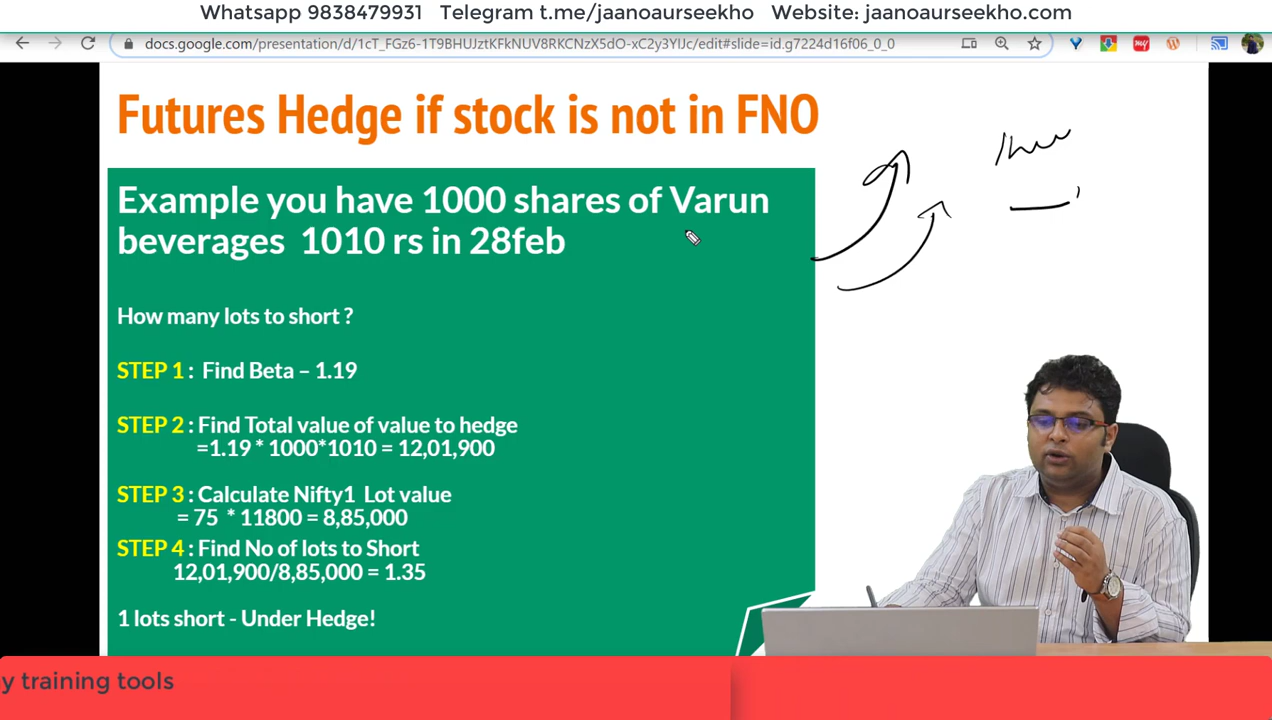 Whatsapp 9838479931 Telegram t.me/jaanoaurseekho Website: jaanoaurseekho.com
docs.google.com/presentation/d/1cT_FGz6-1T9BHUJztKFkNUV8RKCNzX5dO-xC2y3YIJc/edit#slide=id.g7224d16f06_0_0
Futures Hedge if stock is not in FNO
Example you have 1000 shares of Varun
beverages 1010 rs in 28feb
How many lots to short ?
STEP 1 : Find Beta – 1.19
STEP 2 : Find Total value of value to hedge
=1.19 * 1000*1010 = 12,01,900
STEP 3 : Calculate Nifty1 Lot value
= 75 * 11800 = 8,85,000
STEP 4 : Find No of lots to Short
12,01,900/8,85,000 = 1.35
1 lots short - Under Hedge!
y training tools